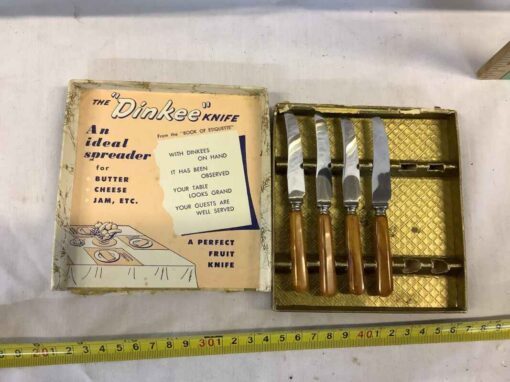 THE "Dinkee" KNIFE
From the "BOOK OF ETIQUETTE"
An
ideal
spreader
for
BUTTER
CHEESE
JAM, ETC.
WITH DINKEES
ON HAND
IT HAS BEEN
OBSERVED
YOUR TABLE
LOOKS GRAND
YOUR GUESTS ARE
WELL SERVED
A PERFECT
FRUIT
KNIFE